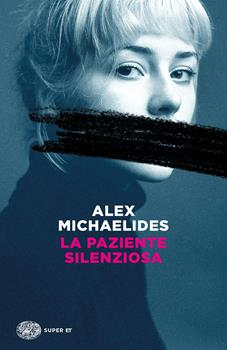 ALEX
MICHAELIDES
LA PAZIENTE
SILENZIOSA
SUPER ET